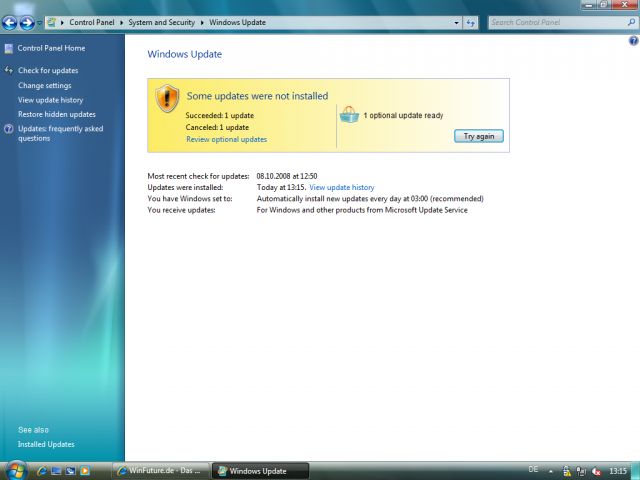 Control Panel System and Security Windows Update
Search Control Panel
Control Panel Home
Check for updates
Change settings
View update history
Restore hidden updates
Updates: frequently asked
questions
Windows Update
Some updates were not installed
Succeeded: 1 update
Canceled: 1 update
Review optional updates
1 optional update ready
Try again
Most recent check for updates: 08.10.2008 at 12:50
Updates were installed: Today at 13:15. View update history
You have Windows set to: Automatically install new updates every day at 03:00 (recommended)
You receive updates: For Windows and other products from Microsoft Update Service
See also
Installed Updates
WinFuture.de - Das ... Windows Update DE 13:15